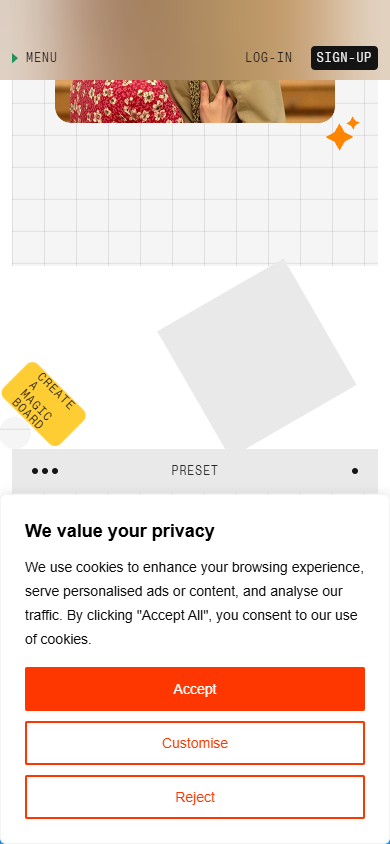 MENU
LOG-IN
SIGN-UP
CREATE
A
MAGIC
BOARD
PRESET
We value your privacy
We use cookies to enhance your browsing experience,
serve personalised ads or content, and analyse our
traffic. By clicking "Accept All", you consent to our use
of cookies.
Accept
Customise
Reject